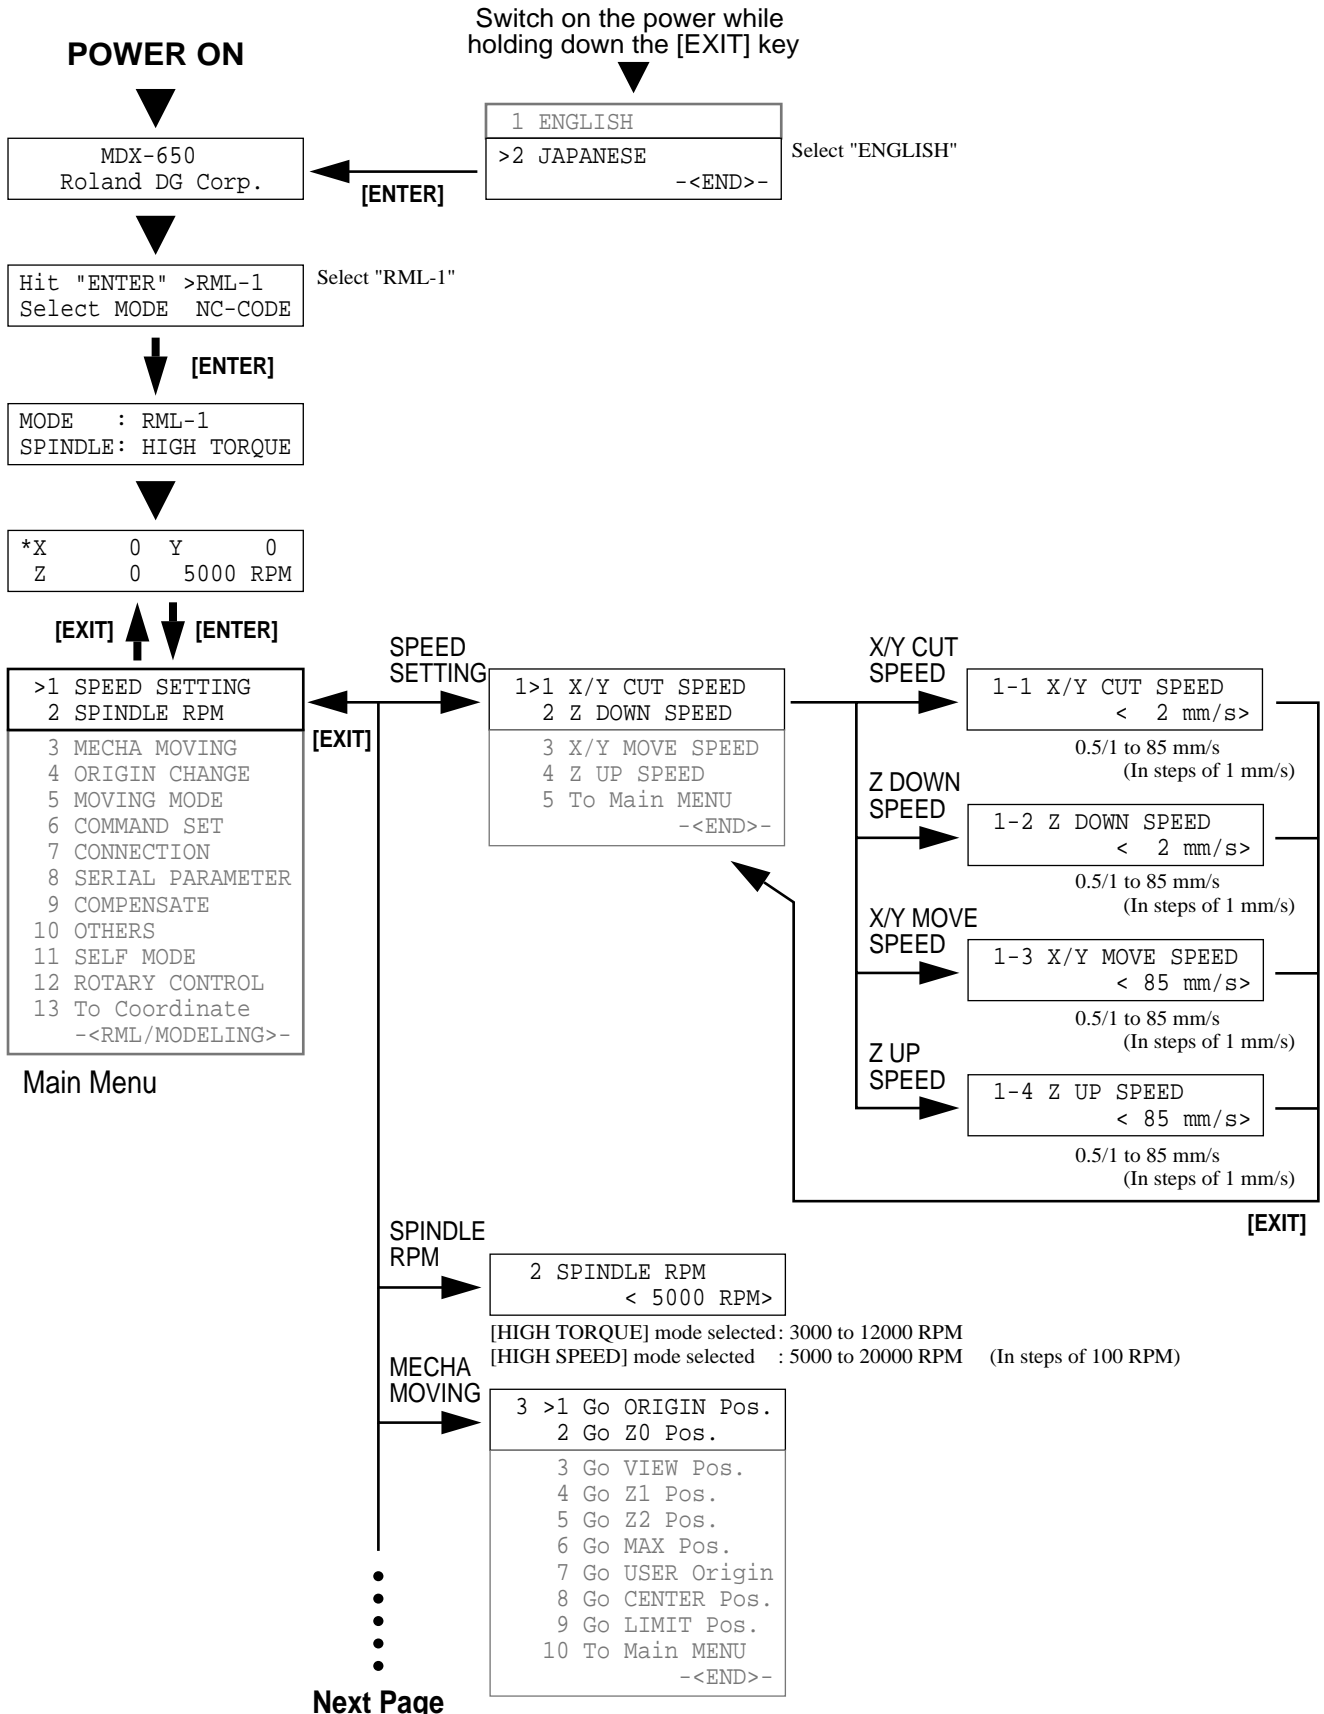 Switch on the power while
holding down the [EXIT] key
POWER ON
1 ENGLISH
>2 JAPANESE
-<END>-
Select "ENGLISH"
MDX-650
Roland DG Corp.
[ENTER]
Hit "ENTER" >RML-1
Select MODE NC-CODE
Select "RML-1"
[ENTER]
MODE : RML-1
SPINDLE: HIGH TORQUE
*X 0 Y 0
Z 0 5000 RPM
[EXIT] [ENTER]
>1 SPEED SETTING
2 SPINDLE RPM
3 MECHA MOVING
4 ORIGIN CHANGE
5 MOVING MODE
6 COMMAND SET
7 CONNECTION
8 SERIAL PARAMETER
9 COMPENSATE
10 OTHERS
11 SELF MODE
12 ROTARY CONTROL
13 To Coordinate
-<RML/MODELING>-
Main Menu
[EXIT]
SPEED
SETTING
1>1 X/Y CUT SPEED
2 Z DOWN SPEED
3 X/Y MOVE SPEED
4 Z UP SPEED
5 To Main MENU
-<END>-
X/Y CUT
SPEED
1-1 X/Y CUT SPEED
< 2 mm/s>
0.5/1 to 85 mm/s
(In steps of 1 mm/s)
Z DOWN
SPEED
1-2 Z DOWN SPEED
< 2 mm/s>
0.5/1 to 85 mm/s
(In steps of 1 mm/s)
X/Y MOVE
SPEED
1-3 X/Y MOVE SPEED
< 85 mm/s>
0.5/1 to 85 mm/s
(In steps of 1 mm/s)
Z UP
SPEED
1-4 Z UP SPEED
< 85 mm/s>
0.5/1 to 85 mm/s
(In steps of 1 mm/s)
[EXIT]
SPINDLE
RPM
2 SPINDLE RPM
< 5000 RPM>
[HIGH TORQUE] mode selected: 3000 to 12000 RPM
[HIGH SPEED] mode selected : 5000 to 20000 RPM (In steps of 100 RPM)
MECHA
MOVING
3 >1 Go ORIGIN Pos.
2 Go Z0 Pos.
3 Go VIEW Pos.
4 Go Z1 Pos.
5 Go Z2 Pos.
6 Go MAX Pos.
7 Go USER Origin
8 Go CENTER Pos.
9 Go LIMIT Pos.
10 To Main MENU
-<END>-
Next Page